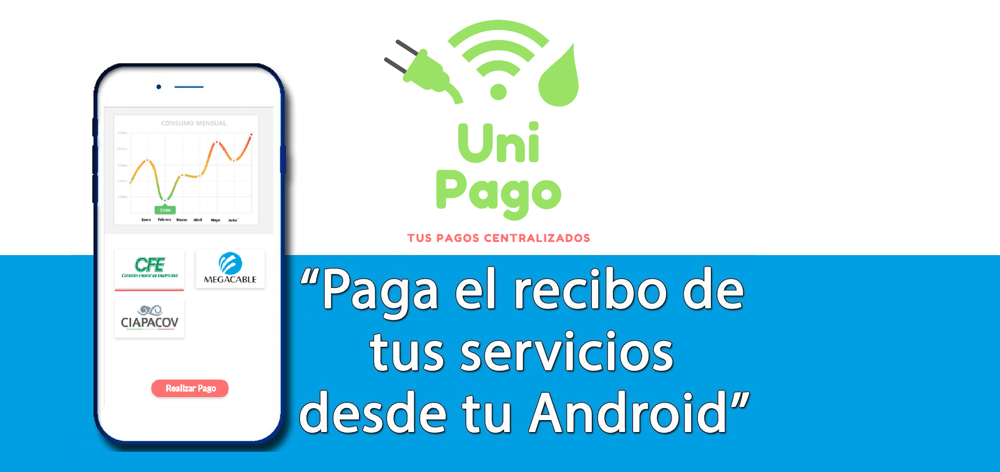 Uni
Pago
TUS PAGOS CENTRALIZADOS
CONSUMO MENSUAL
$500
Enero Febrero Marzo Abril Mayo Junio
CFE
Comisión Federal de Electricidad
MEGACABLE
CIAPACOV
Realizar Pago
“Paga el recibo de
tus servicios
desde tu Android”